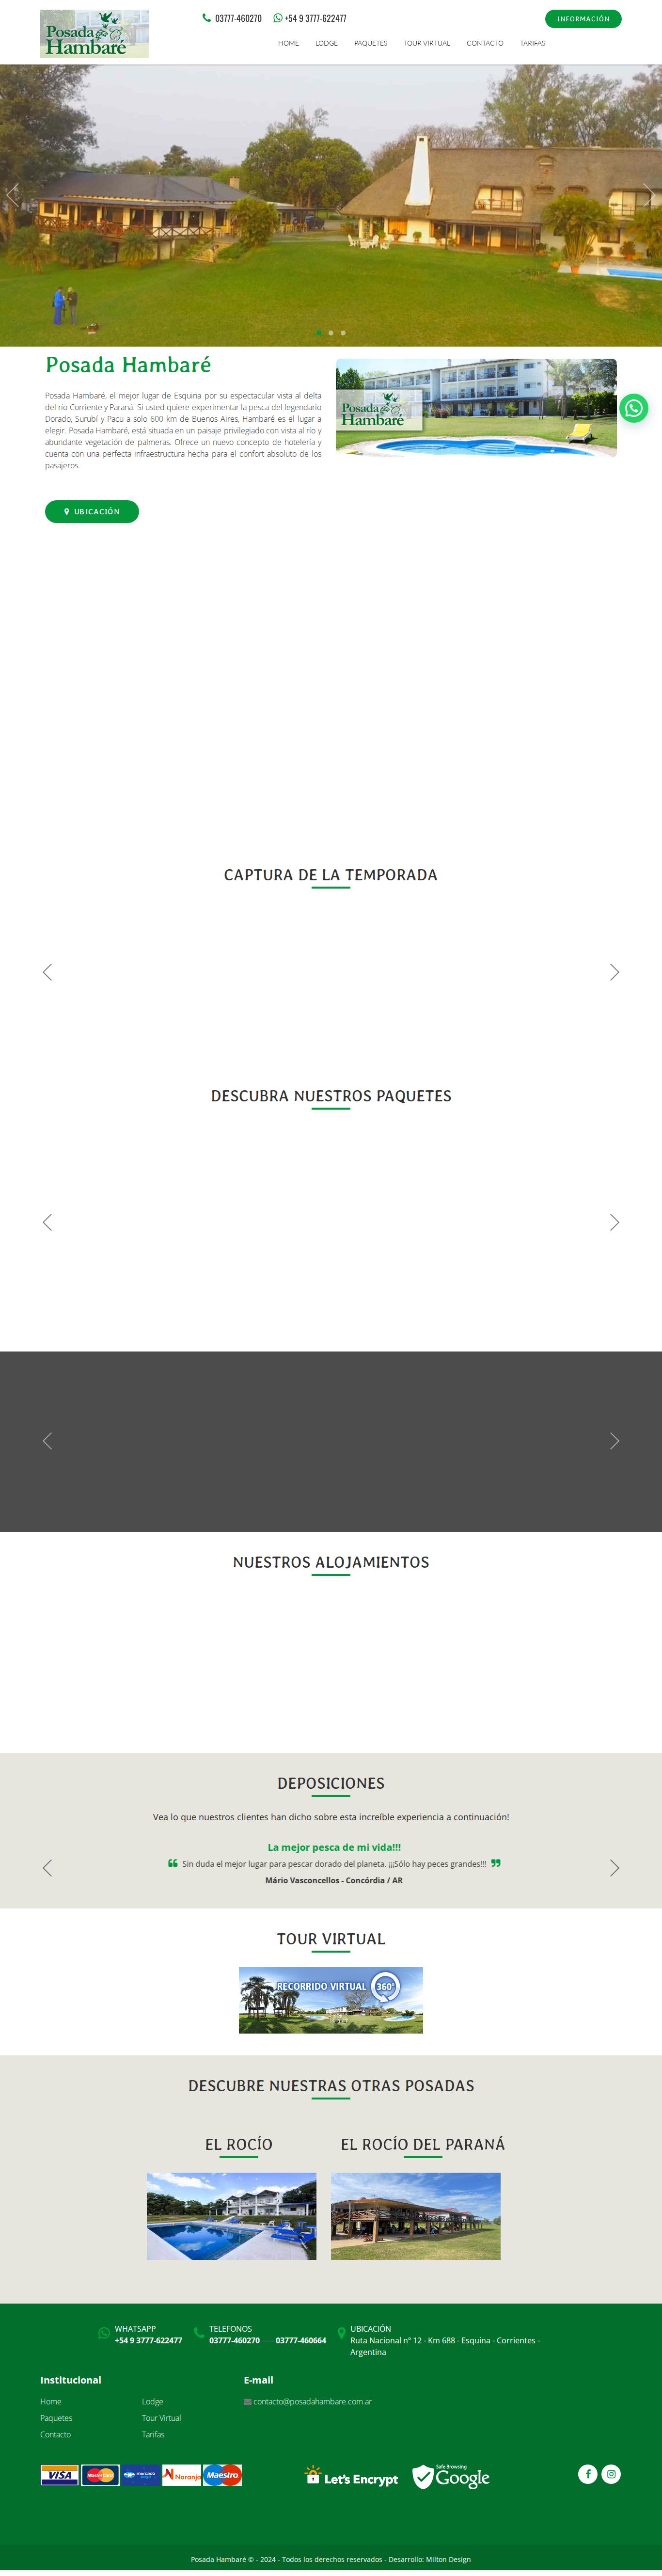 Posada
Hambaré
03777-460270
+54 9 3777-622477
INFORMACIÓN
HOME
LODGE
PAQUETES
TOUR VIRTUAL
CONTACTO
TARIFAS
Posada Hambaré
Posada Hambaré, el mejor lugar de Esquina por su espectacular vista al delta
del río Corriente y Paraná. Si usted quiere experimentar la pesca del legendario
Dorado, Surubí y Pacu a solo 600 km de Buenos Aires, Hambaré es el lugar a
elegir. Posada Hambaré, está situada en un paisaje privilegiado con vista al río y
abundante vegetación de palmeras. Ofrece un nuevo concepto de hotelería y
cuenta con una perfecta infraestructura hecha para el confort absoluto de los
pasajeros.
Posada
Hambaré
UBICACIÓN
CAPTURA DE LA TEMPORADA
DESCUBRA NUESTROS PAQUETES
NUESTROS ALOJAMIENTOS
DEPOSICIONES
Vea lo que nuestros clientes han dicho sobre esta increíble experiencia a continuación!
La mejor pesca de mi vida!!!
Sin duda el mejor lugar para pescar dorado del planeta. ¡¡¡Sólo hay peces grandes!!!
Mário Vasconcellos - Concórdia / AR
TOUR VIRTUAL
RECORRIDO VIRTUAL 360°
DESCUBRE NUESTRAS OTRAS POSADAS
EL ROCÍO
EL ROCÍO DEL PARANÁ
WHATSAPP
+54 9 3777-622477
TELEFONOS
03777-460270 03777-460664
UBICACIÓN
Ruta Nacional nº 12 - Km 688 - Esquina - Corrientes -
Argentina
Institucional
E-mail
Home
Lodge
contacto@posadahambare.com.ar
Paquetes
Tour Virtual
Contacto
Tarifas
VISA
MasterCard
mercado pago
Naranja
Maestro
Let's Encrypt
Safe Browsing
Google
Posada Hambaré © - 2024 - Todos los derechos reservados - Desarrollo: Milton Design